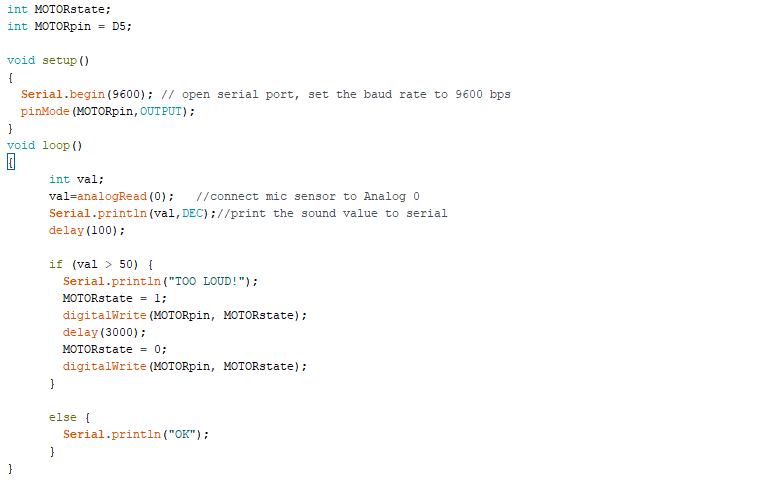 int MOTORstate;
int MOTORpin = D5;
void setup()
{
Serial.begin(9600); // open serial port, set the baud rate to 9600 bps
pinMode(MOTORpin,OUTPUT);
}
void loop()
{
int val;
val=analogRead(0);   //connect mic sensor to Analog 0
Serial.println(val,DEC);//print the sound value to serial
delay(100);
if (val > 50) {
Serial.println("TOO LOUD!");
MOTORstate = 1;
digitalWrite(MOTORpin, MOTORstate);
delay(3000);
MOTORstate = 0;
digitalWrite(MOTORpin, MOTORstate);
}
else {
Serial.println("OK");
}
}